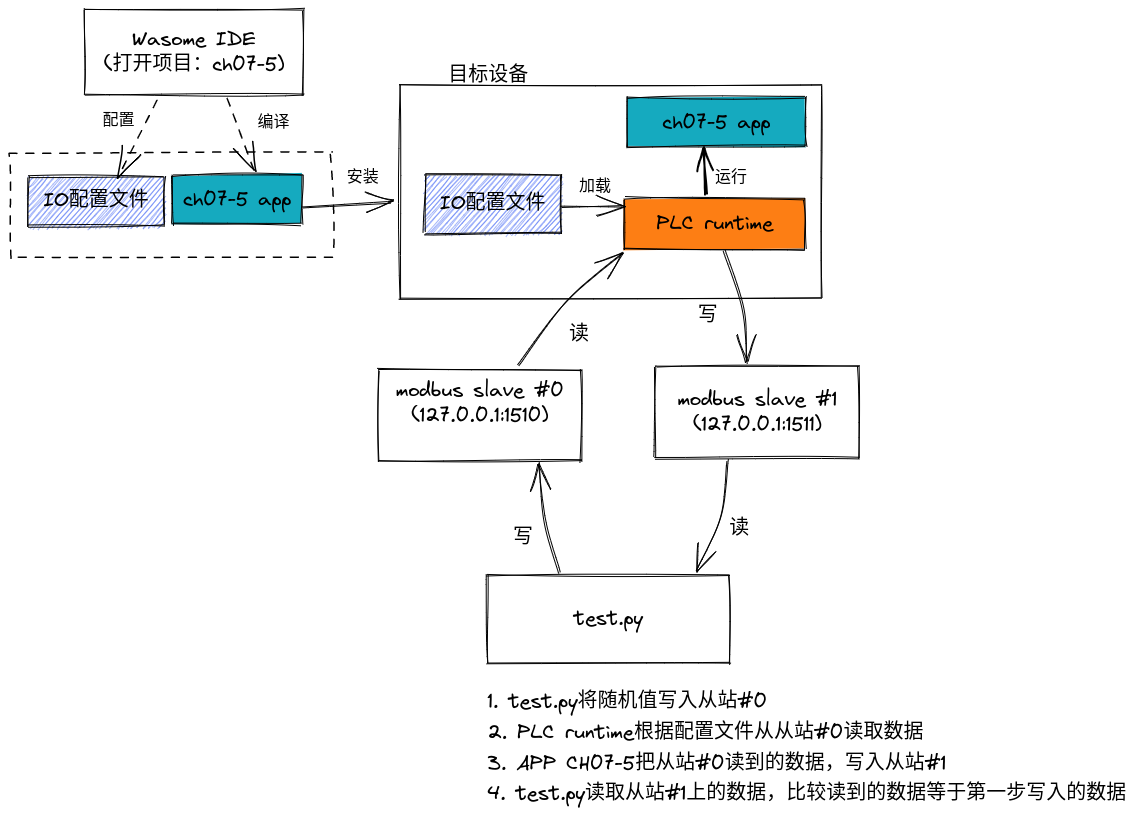 Wasome IDE
（打开项目：ch07-5）
配置
编译
IO配置文件
ch07-5 app
安装
目标设备
ch07-5 app
IO配置文件
加载
运行
PLC runtime
读
写
modbus slave #0
(127.0.0.1:1510)
modbus slave #1
(127.0.0.1:1511)
写
读
test.py
1. test.py将随机值写入从站#0
2. PLC runtime根据配置文件从从站#0读取数据
3. APP CH07-5把从站#0读到的数据，写入从站#1
4. test.py读取从站#1上的数据，比较读到的数据等于第一步写入的数据